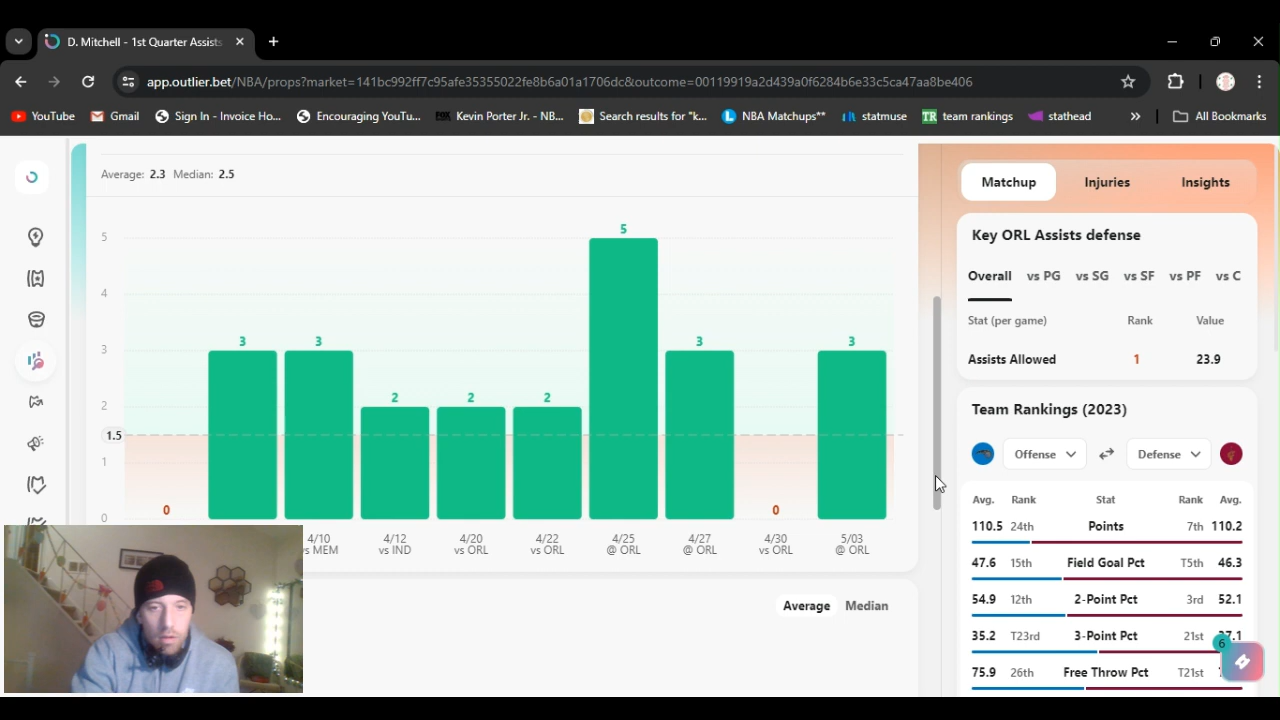 D. Mitchell - 1st Quarter Assists
app.outlier.bet/NBA/props?market=141bc992ff7c95afe35355022fe8b6a01a1706dc&outcome=00119919a2d439a0f6284b6e33c5ca47aa8be406
YouTube Gmail Sign In - Invoice Ho... Encouraging YouTu... FOX Kevin Porter Jr. - NB... Search results for "k... NBA Matchups** statmuse TR team rankings stathead » All Bookmarks
Average: 2.3 Median: 2.5
5
4
3
2
1.5
1
0
0
3
3
2
2
2
5
3
0
3
4/10
s MEM
4/12
vs IND
4/20
vs ORL
4/22
vs ORL
4/25
@ ORL
4/27
@ ORL
4/30
vs ORL
5/03
@ ORL
Average Median
Matchup Injuries Insights
Key ORL Assists defense
Overall vs PG vs SG vs SF vs PF vs C
Stat (per game) Rank Value
Assists Allowed 1 23.9
Team Rankings (2023)
Offense Defense
Avg. Rank Stat Rank Avg.
110.5 24th Points 7th 110.2
47.6 15th Field Goal Pct T5th 46.3
54.9 12th 2-Point Pct 3rd 52.1
35.2 T23rd 3-Point Pct 21st 7.1
6
75.9 26th Free Throw Pct T21st